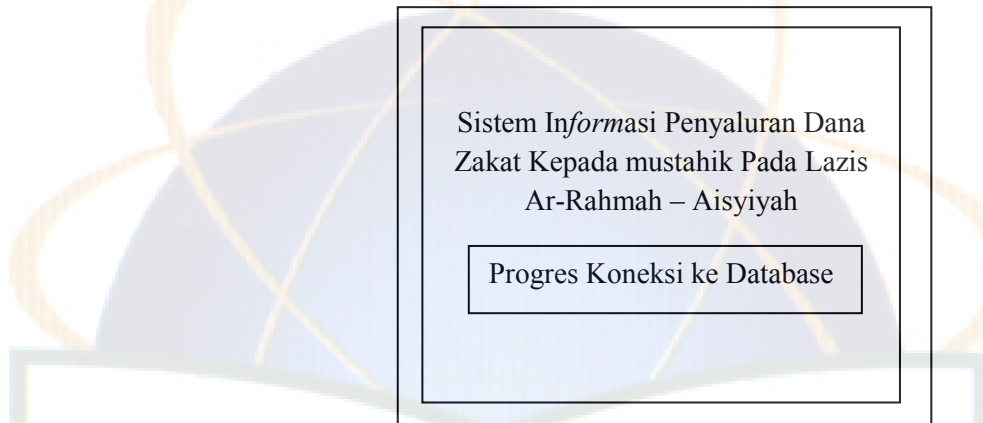 Sistem Informasi Penyaluran Dana
Zakat Kepada mustahik Pada Lazis
Ar-Rahmah – Aisyiyah
Progres Koneksi ke Database